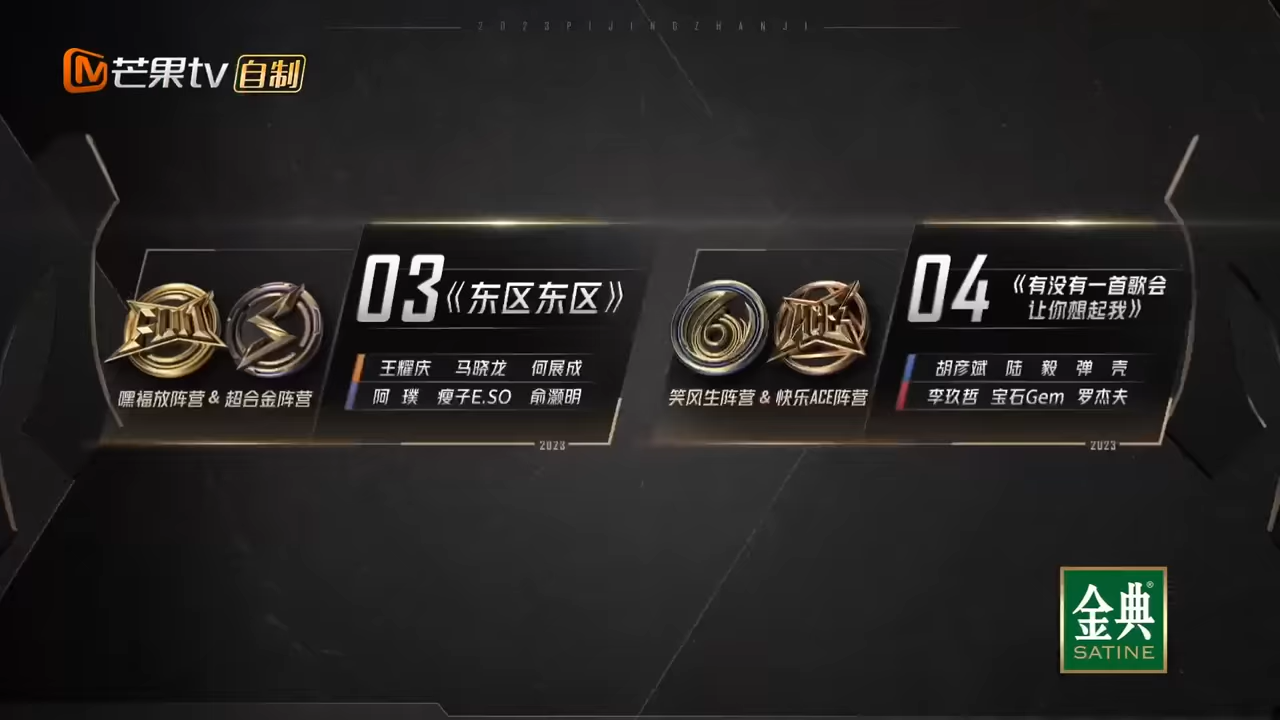 2023PIJINGZHANJI
芒果tv 自制
03《东区东区》
王耀庆 马晓龙 何展成
阿璞 瘦子E.SO 俞灏明
嘿福放阵营 & 超合金阵营
2023
04《有没有一首歌会
让你想起我》
胡彦斌 陆毅 弹壳
李玖哲 宝石Gem 罗杰夫
笑风生阵营 & 快乐ACE阵营
2023
金典®
SATINE